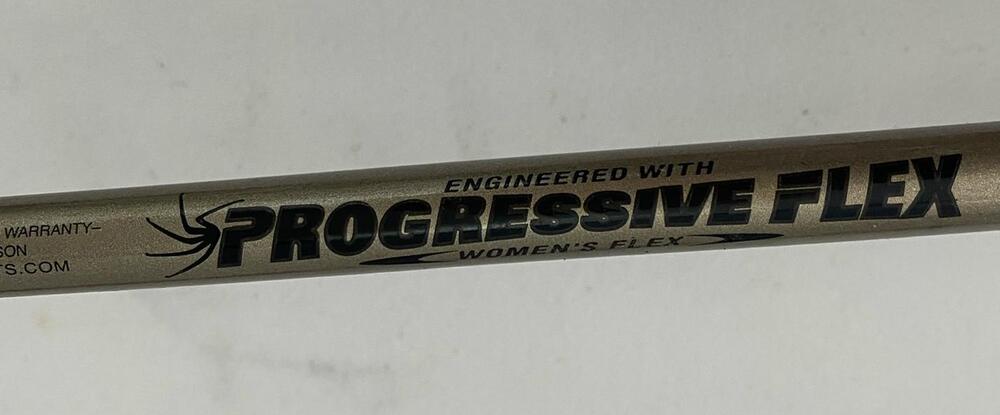 WARRANTY–
SON
TS.COM
ENGINEERED WITH
PROGRESSIVE FLEX
WOMEN'S FLEX